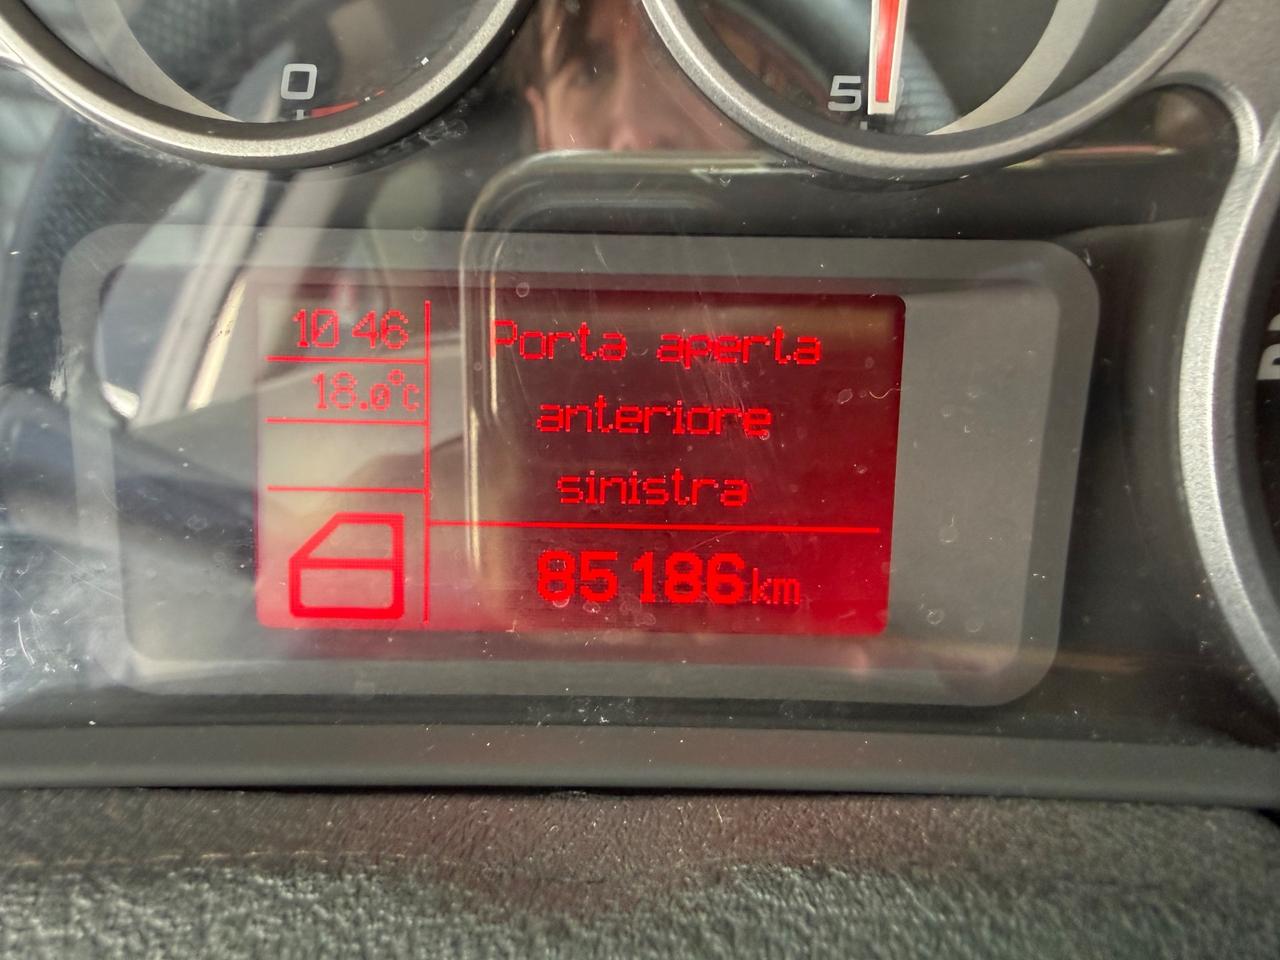 0
5
10 46
18.0°C
Porta aperta
anteriore
sinistra
85186km